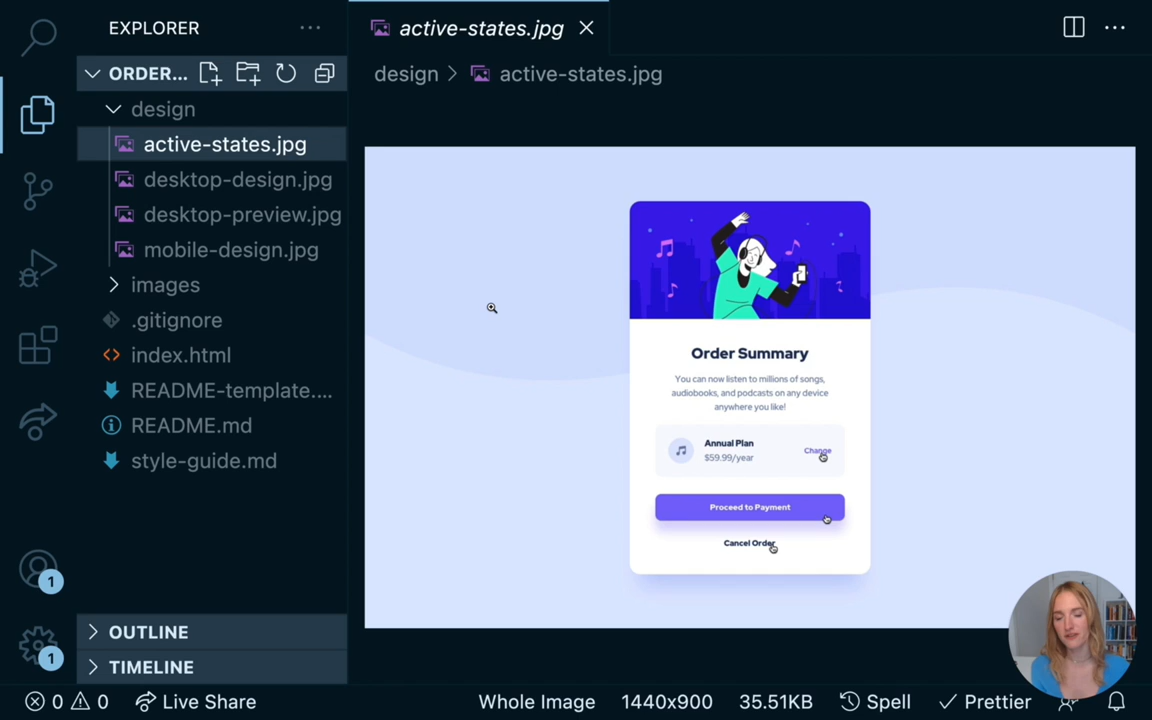 EXPLORER
ORDER...
design
active-states.jpg
desktop-design.jpg
desktop-preview.jpg
mobile-design.jpg
images
.gitignore
index.html
README-template....
README.md
style-guide.md
OUTLINE
TIMELINE
active-states.jpg
design > active-states.jpg
Order Summary
You can now listen to millions of songs,
audiobooks, and podcasts on any device
anywhere you like!
Annual Plan
$59.99/year
Change
Proceed to Payment
Cancel Order
1
1
0 0 Live Share Whole Image 1440x900 35.51KB Spell Prettier